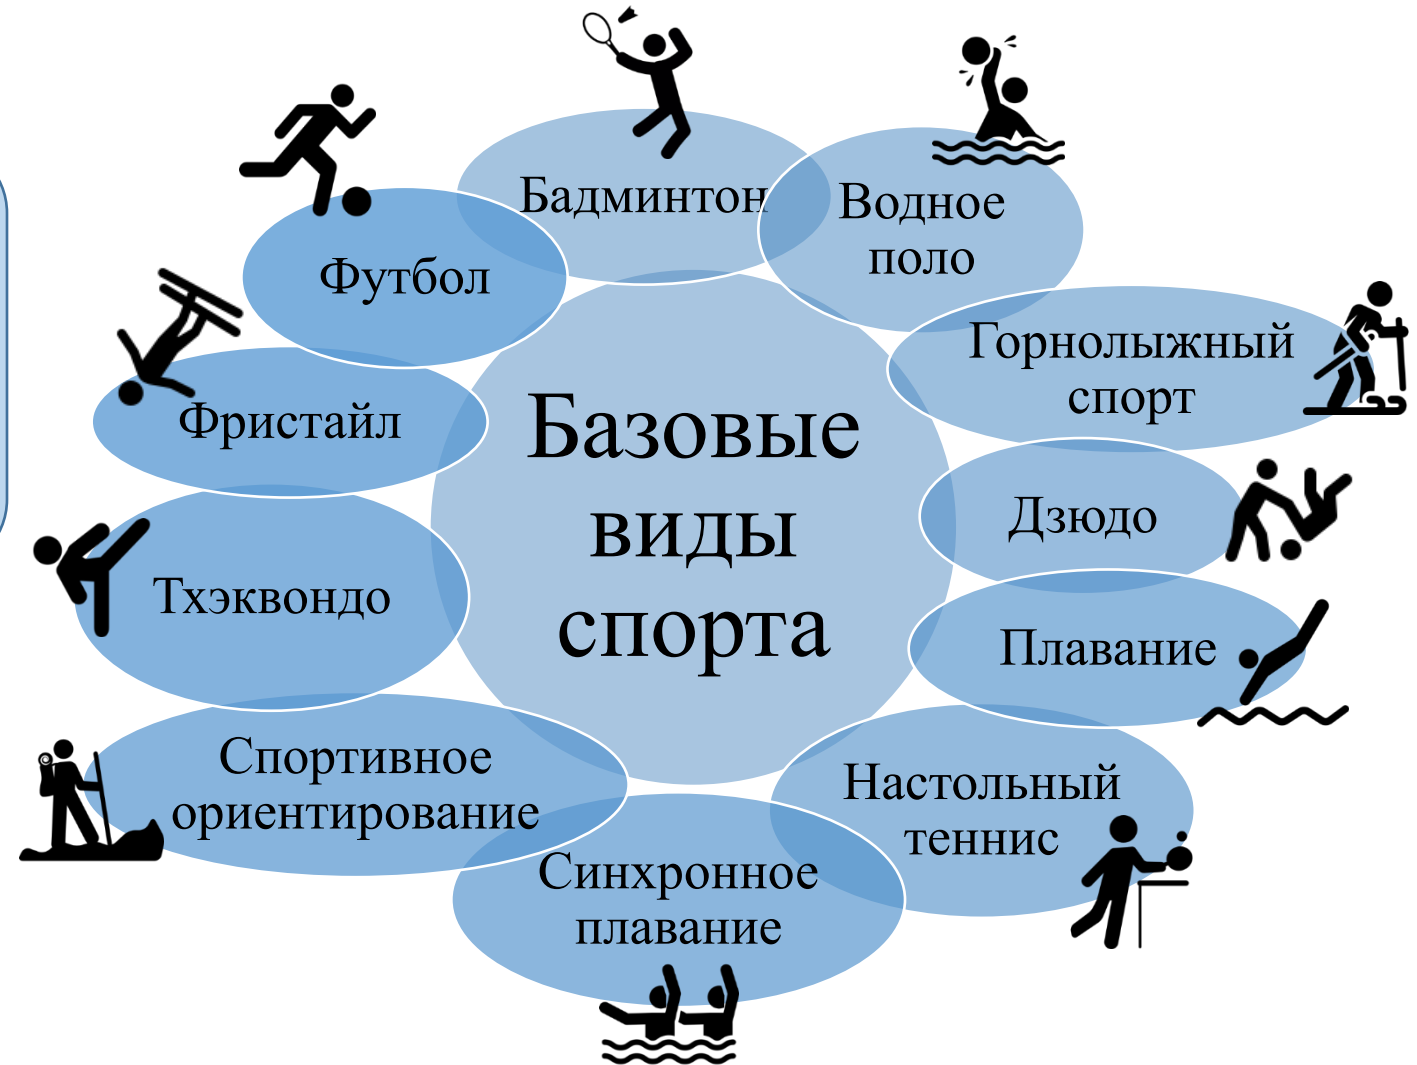 Базовые
виды
спорта
Бадминтон
Водное
поло
Горнолыжный
спорт
Дзюдо
Плавание
Настольный
теннис
Синхронное
плавание
Спортивное
ориентирование
Тхэквондо
Фристайл
Футбол